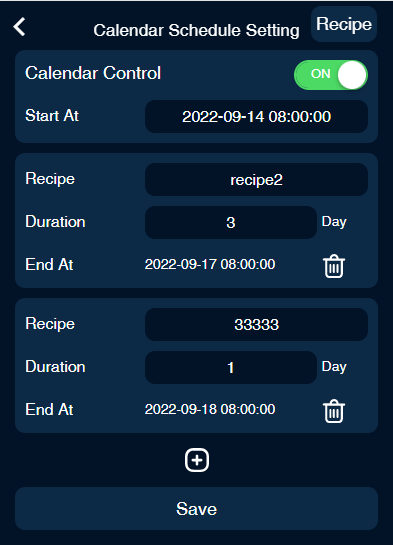 Calendar Schedule Setting Recipe
Calendar Control ON
Start At 2022-09-14 08:00:00
Recipe recipe2
Duration 3 Day
End At 2022-09-17 08:00:00
Recipe 33333
Duration 1 Day
End At 2022-09-18 08:00:00
Save